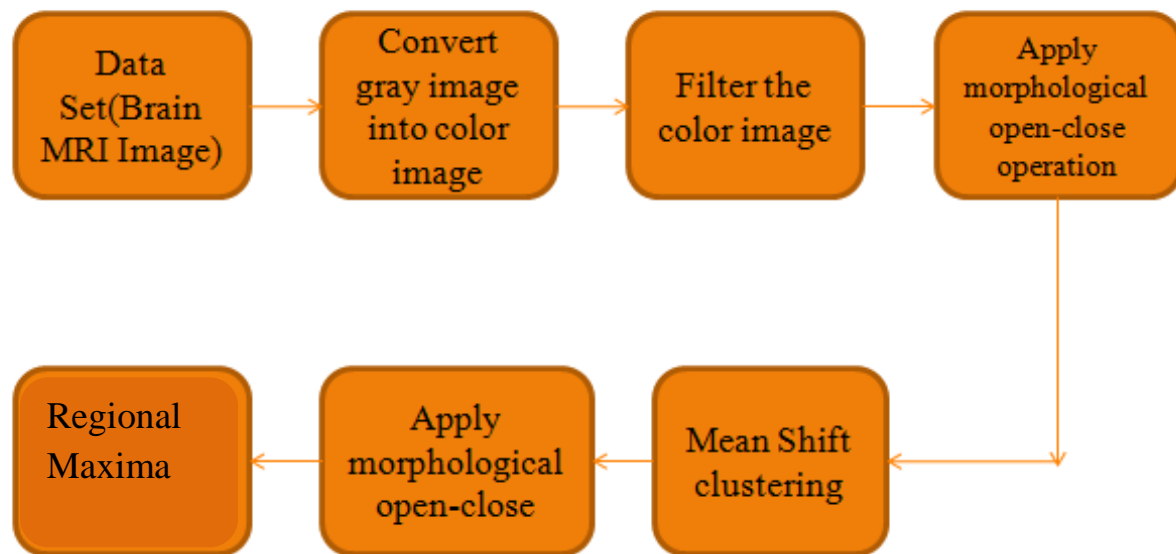 Data
Set(Brain
MRI Image)
Convert
gray image
into color
image
Filter the
color image
Apply
morphological
open-close
operation
Mean Shift
clustering
Apply
morphological
open-close
Regional
Maxima